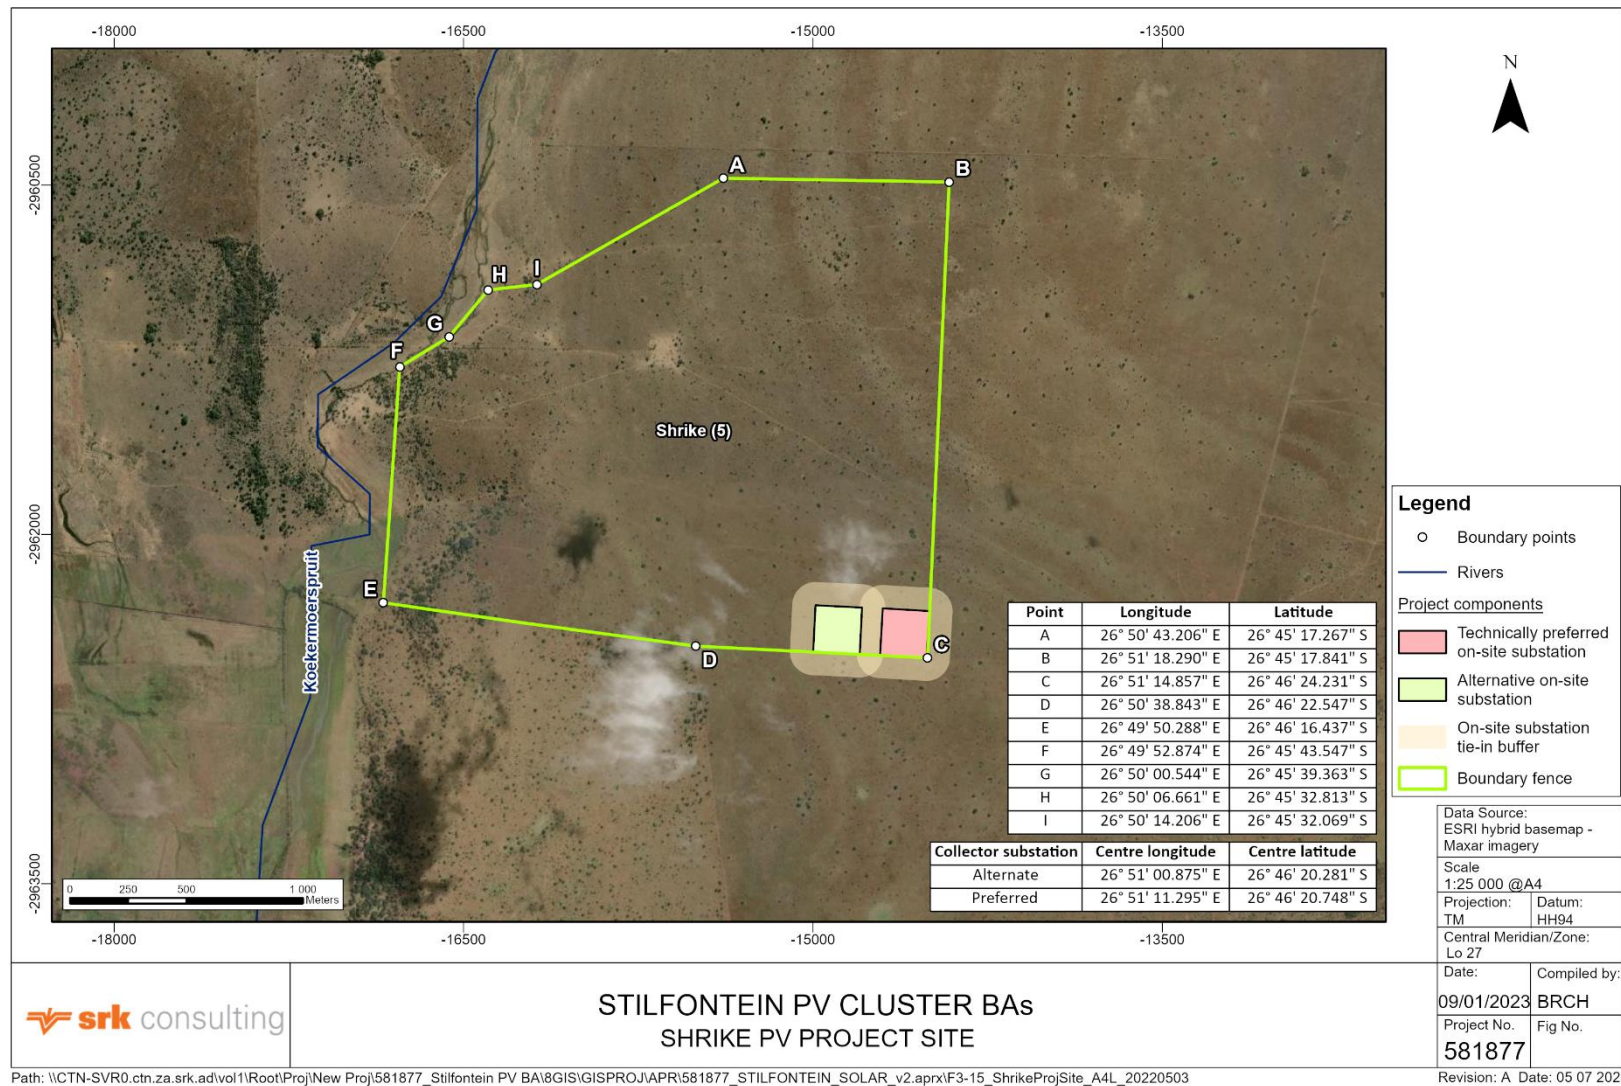 -18000 -16500 -15000 -13500
N
-2960500
-2962000
-2963500
A
B
I
H
G
F
Shrike (5)
E
D
C
Koekermoerspruit
Point Longitude Latitude
A 26° 50' 43.206" E 26° 45' 17.267" S
B 26° 51' 18.290" E 26° 45' 17.841" S
C 26° 51' 14.857" E 26° 46' 24.231" S
D 26° 50' 38.843" E 26° 46' 22.547" S
E 26° 49' 50.288" E 26° 46' 16.437" S
F 26° 49' 52.874" E 26° 45' 43.547" S
G 26° 50' 00.544" E 26° 45' 39.363" S
H 26° 50' 06.661" E 26° 45' 32.813" S
I 26° 50' 14.206" E 26° 45' 32.069" S
Collector substation Centre longitude Centre latitude
Alternate 26° 51' 00.875" E 26° 46' 20.281" S
Preferred 26° 51' 11.295" E 26° 46' 20.748" S
0 250 500 1 000
Meters
-18000 -16500 -15000 -13500
Legend
Boundary points
Rivers
Project components
Technically preferred
on-site substation
Alternative on-site
substation
On-site substation
tie-in buffer
Boundary fence
Data Source:
ESRI hybrid basemap -
Maxar imagery
Scale
1:25 000 @A4
Projection: Datum:
TM HH94
Central Meridian/Zone:
Lo 27
Date: Compiled by:
09/01/2023 BRCH
Project No. Fig No.
581877
srk consulting
STILFONTEIN PV CLUSTER BAs
SHRIKE PV PROJECT SITE
Path: \\CTN-SVR0.ctn.za.srk.ad\vol1\Root\Proj\New Proj\581877_Stilfontein PV BA\8GIS\GISPROJ\APR\581877_STILFONTEIN_SOLAR_v2.aprx\F3-15_ShrikeProjSite_A4L_20220503
Revision: A Date: 05 07 202